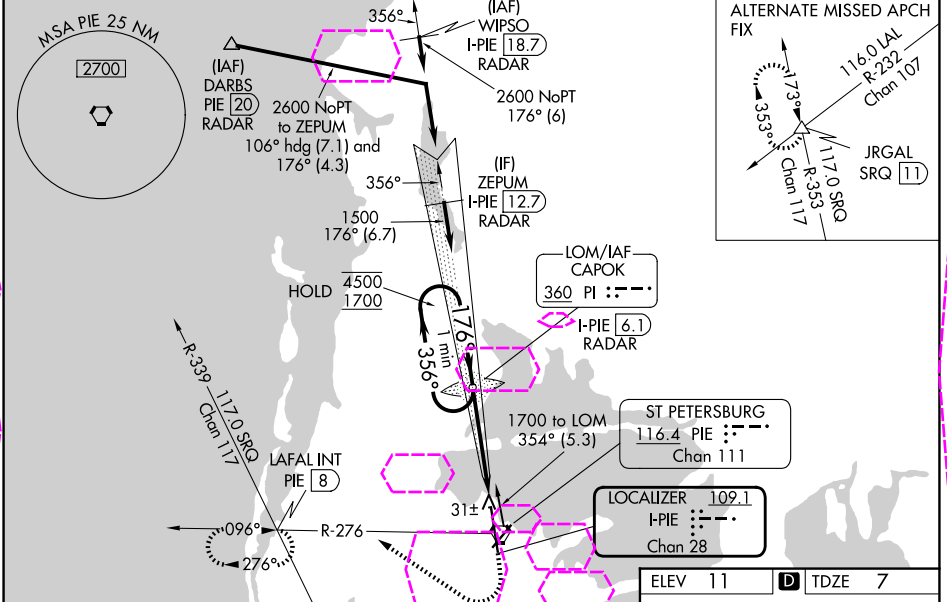 MSA PIE 25 NM
2700
(IAF)
DARBS
PIE 20
RADAR
2600 NoPT
to ZEPUM
106° hdg (7.1) and
176° (4.3)
356°
(IAF)
WIPSO
I-PIE 18.7
RADAR
2600 NoPT
176° (6)
ALTERNATE MISSED APCH
FIX
116.0 LAL
R-232
Chan 107
173°
353°
JRGAL
SRQ 11
117.0 SRQ
R-353
Chan 117
356°
(IF)
ZEPUM
I-PIE 12.7
RADAR
1500
176° (6.7)
HOLD 4500
1700
176°
1 min
356°
LOM/IAF
CAPOK
360 PI
I-PIE 6.1
RADAR
R-339
117.0 SRQ
Chan 117
1700 to LOM
354° (5.3)
ST PETERSBURG
116.4 PIE
Chan 111
LAFAL INT
PIE 8
31±
LOCALIZER 109.1
I-PIE
Chan 28
096°
R-276
276°
ELEV 11 D TDZE 7